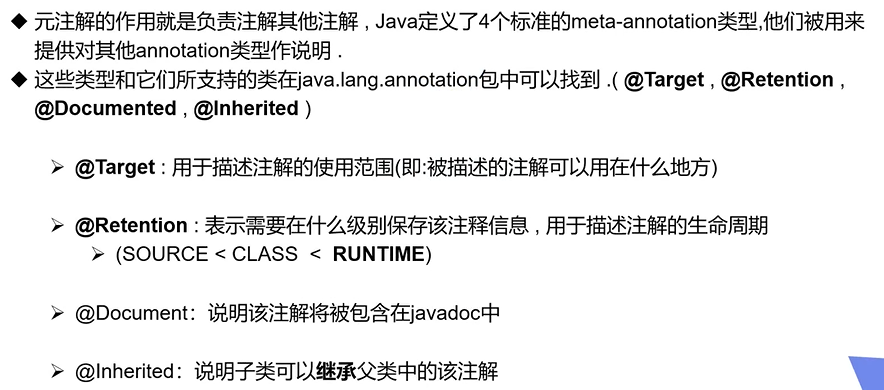 ◆ 元注解的作用就是负责注解其他注解 , Java定义了4个标准的meta-annotation类型,他们被用来
提供对其他annotation类型作说明 .
◆ 这些类型和它们所支持的类在java.lang.annotation包中可以找到 .( @Target , @Retention ,
@Documented , @Inherited )
➢ @Target : 用于描述注解的使用范围(即:被描述的注解可以用在什么地方)
➢ @Retention : 表示需要在什么级别保存该注释信息 , 用于描述注解的生命周期
➢ (SOURCE < CLASS < RUNTIME)
➢ @Document：说明该注解将被包含在javadoc中
➢ @Inherited：说明子类可以继承父类中的该注解